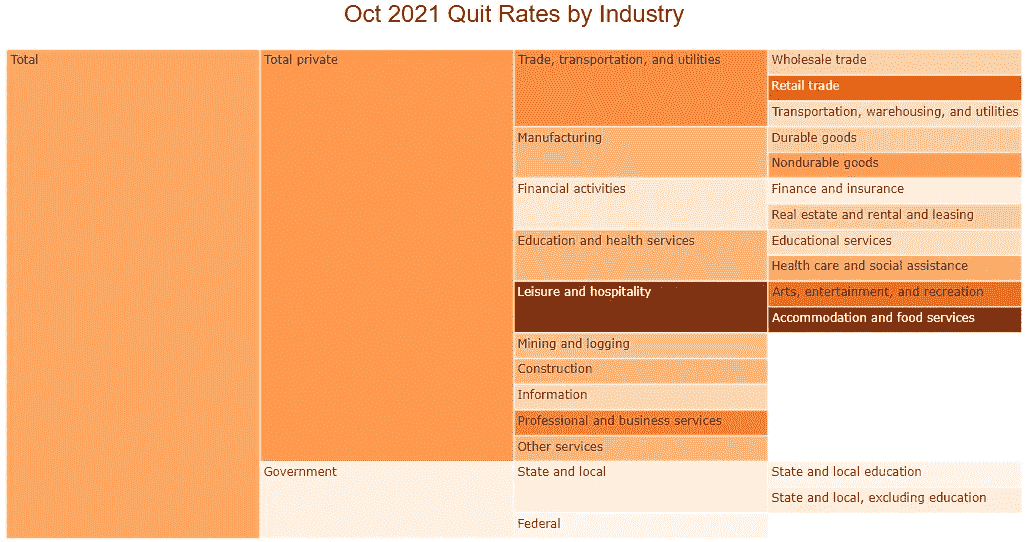 Oct 2021 Quit Rates by Industry
Total
Total private
Trade, transportation, and utilities
Wholesale trade
Retail trade
Transportation, warehousing, and utilities
Manufacturing
Durable goods
Nondurable goods
Financial activities
Finance and insurance
Real estate and rental and leasing
Education and health services
Educational services
Health care and social assistance
Leisure and hospitality
Arts, entertainment, and recreation
Accommodation and food services
Mining and logging
Construction
Information
Professional and business services
Other services
Government
State and local
State and local education
State and local, excluding education
Federal